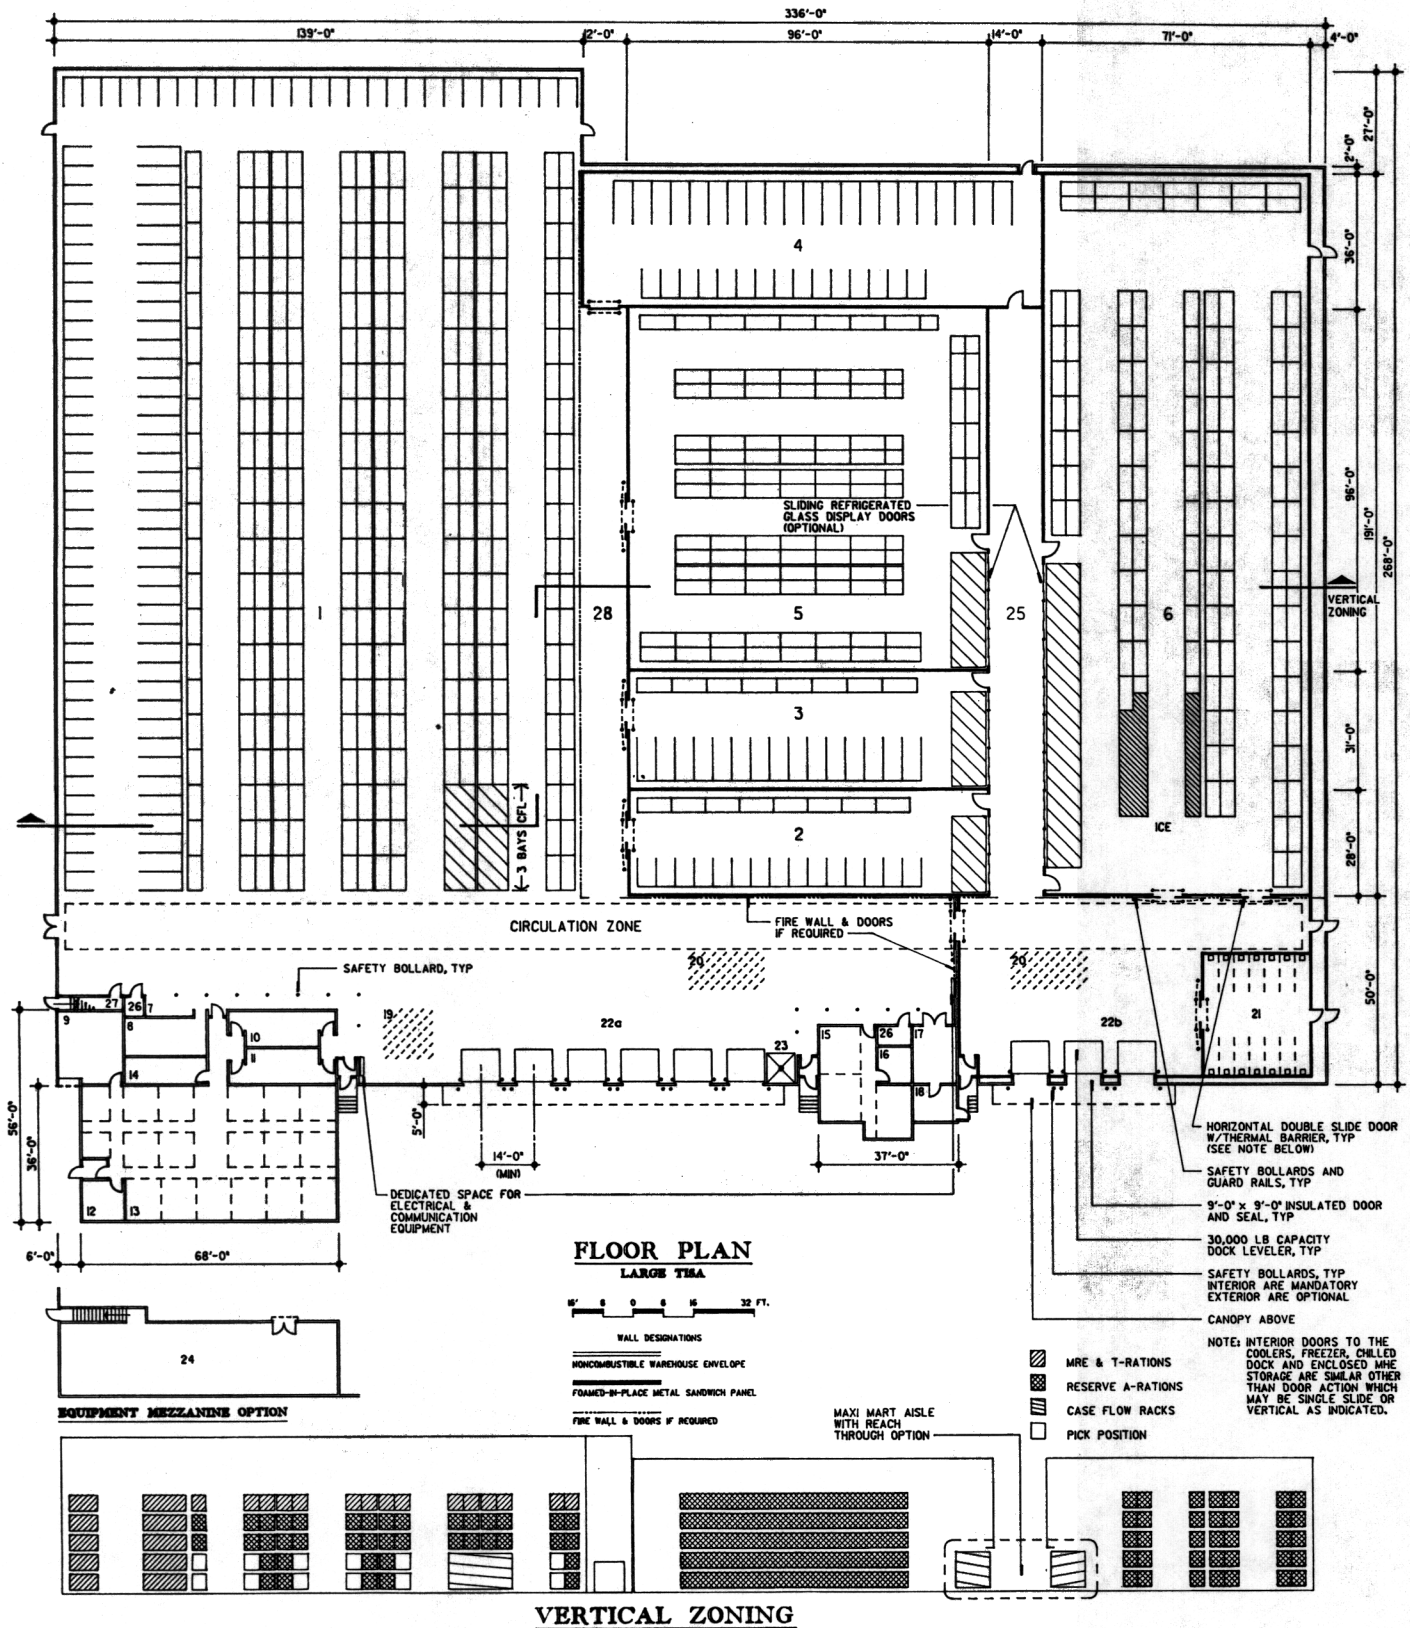 336'-0"
139'-0"
12'-0"
96'-0"
14'-0"
71'-0"
4'-0"
27'-0"
2'-0"
36'-0"
4
SLIDING REFRIGERATED
GLASS DISPLAY DOORS
(OPTIONAL)
96'-0"
191'-0"
268'-0"
1
28
5
25
6
VERTICAL
ZONING
3
31'-0"
3 BAYS (CFL)
2
ICE
28'-0"
CIRCULATION ZONE
FIRE WALL & DOORS
IF REQUIRED
SAFETY BOLLARD, TYP
20
20
50'-0"
27
26
7
9
8
10
11
14
19
22a
23
15
26
17
16
18
22b
21
56'-0"
36'-0"
5'-0"
14'-0"
(MIN)
37'-0"
12
13
6'-0"
68'-0"
DEDICATED SPACE FOR
ELECTRICAL &
COMMUNICATION
EQUIPMENT
HORIZONTAL DOUBLE SLIDE DOOR
W/THERMAL BARRIER, TYP
(SEE NOTE BELOW)
SAFETY BOLLARDS AND
GUARD RAILS, TYP
9'-0" x 9'-0" INSULATED DOOR
AND SEAL, TYP
30,000 LB CAPACITY
DOCK LEVELER, TYP
SAFETY BOLLARDS, TYP
INTERIOR ARE MANDATORY
EXTERIOR ARE OPTIONAL
CANOPY ABOVE
FLOOR PLAN
LARGE TISA
16' 8 0 8 16 32 FT.
WALL DESIGNATIONS
NONCOMBUSTIBLE WAREHOUSE ENVELOPE
FOAMED-IN-PLACE METAL SANDWICH PANEL
FIRE WALL & DOORS IF REQUIRED
24
EQUIPMENT MEZZANINE OPTION
NOTE: INTERIOR DOORS TO THE
COOLERS, FREEZER, CHILLED
DOCK AND ENCLOSED MHE
STORAGE ARE SIMILAR OTHER
THAN DOOR ACTION WHICH
MAY BE SINGLE SLIDE OR
VERTICAL AS INDICATED.
MRE & T-RATIONS
RESERVE A-RATIONS
CASE FLOW RACKS
PICK POSITION
MAXI MART AISLE
WITH REACH
THROUGH OPTION
VERTICAL ZONING